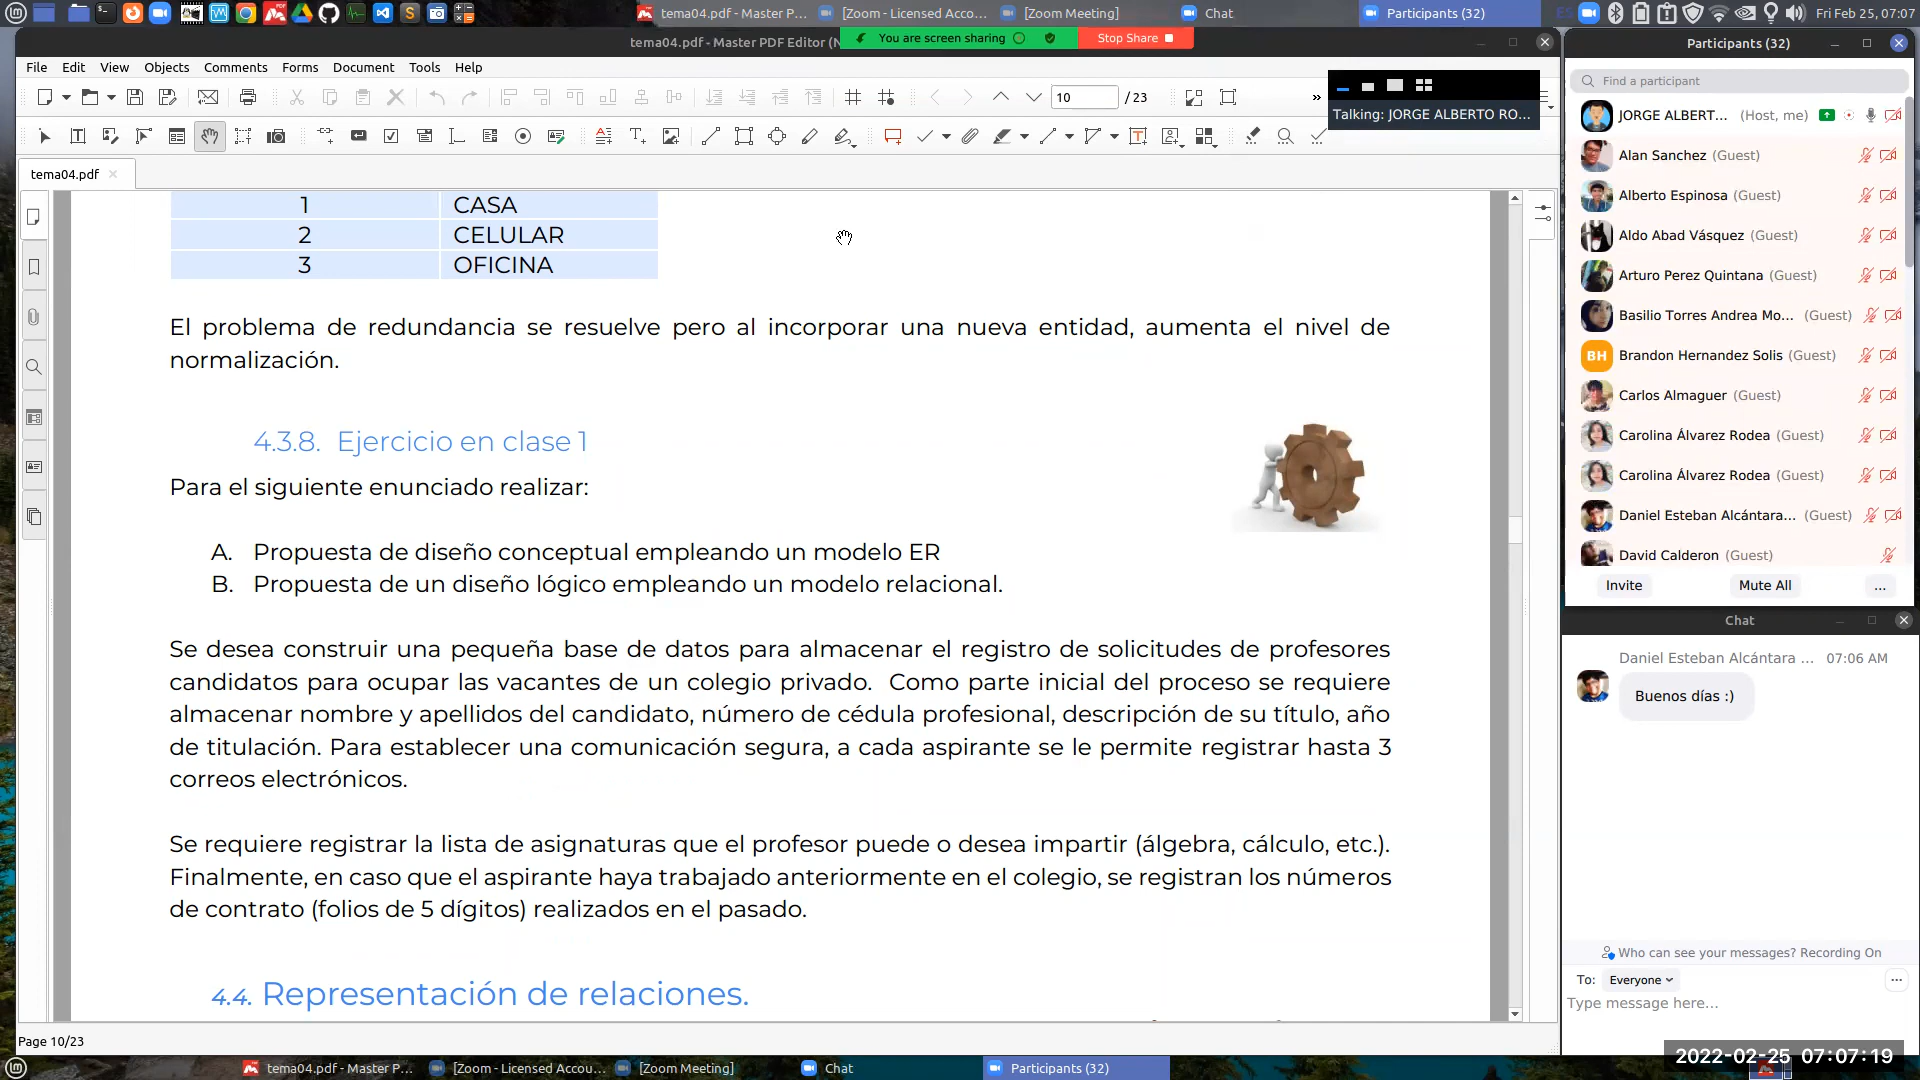 tema04.pdf - Master P...
[Zoom - Licensed Acco...
[Zoom Meeting]
Chat
Participants (32)
Fri Feb 25, 07:07
tema04.pdf - Master PDF Editor (N
You are screen sharing
Stop Share
File Edit View Objects Comments Forms Document Tools Help
10 / 23
Talking: JORGE ALBERTO RO...
tema04.pdf
1 CASA
2 CELULAR
3 OFICINA
El problema de redundancia se resuelve pero al incorporar una nueva entidad, aumenta el nivel de
normalización.
4.3.8. Ejercicio en clase 1
Para el siguiente enunciado realizar:
A. Propuesta de diseño conceptual empleando un modelo ER
B. Propuesta de un diseño lógico empleando un modelo relacional.
Se desea construir una pequeña base de datos para almacenar el registro de solicitudes de profesores
candidatos para ocupar las vacantes de un colegio privado. Como parte inicial del proceso se requiere
almacenar nombre y apellidos del candidato, número de cédula profesional, descripción de su título, año
de titulación. Para establecer una comunicación segura, a cada aspirante se le permite registrar hasta 3
correos electrónicos.
Se requiere registrar la lista de asignaturas que el profesor puede o desea impartir (álgebra, cálculo, etc.).
Finalmente, en caso que el aspirante haya trabajado anteriormente en el colegio, se registran los números
de contrato (folios de 5 dígitos) realizados en el pasado.
4.4. Representación de relaciones.
Page 10/23
Participants (32)
Find a participant
JORGE ALBERT... (Host, me)
Alan Sanchez (Guest)
Alberto Espinosa (Guest)
Aldo Abad Vásquez (Guest)
Arturo Perez Quintana (Guest)
Basilio Torres Andrea Mo... (Guest)
BH Brandon Hernandez Solis (Guest)
Carlos Almaguer (Guest)
Carolina Álvarez Rodea (Guest)
Carolina Álvarez Rodea (Guest)
Daniel Esteban Alcántara... (Guest)
David Calderon (Guest)
Invite Mute All ...
Chat
Daniel Esteban Alcántara ... 07:06 AM
Buenos días :)
Who can see your messages? Recording On
To: Everyone
Type message here...
tema04.pdf - Master P...
[Zoom - Licensed Accou...
[Zoom Meeting]
Chat
Participants (32)
2022-02-25 07:07:19